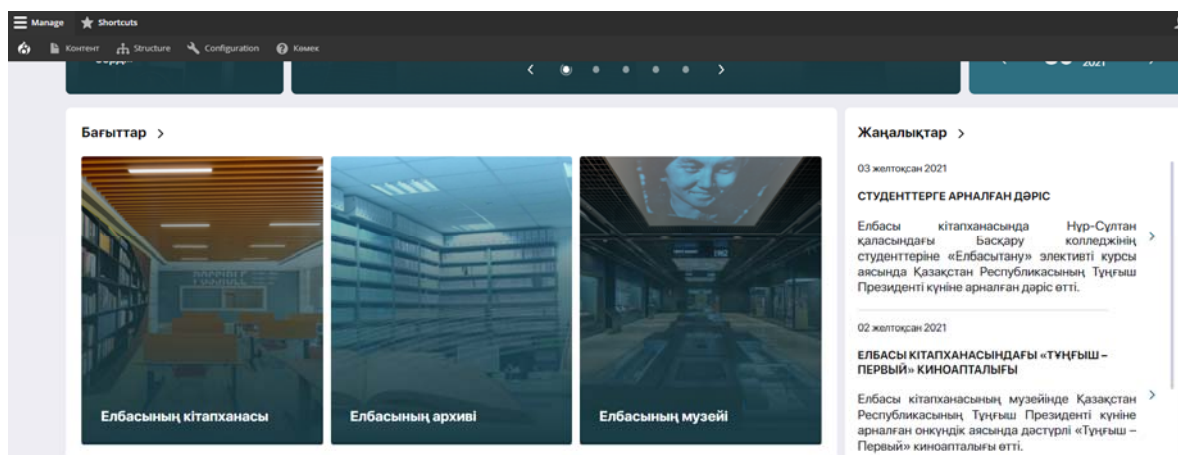 Manage Shortcuts
Контент Structure Configuration Көмек
2021
Бағыттар
Елбасының кітапханасы
Елбасының архиві
Елбасының музейі
Жаңалықтар
03 желтоқсан 2021
СТУДЕНТТЕРГЕ АРНАЛҒАН ДӘРІС
Елбасы кітапханасында Нұр-Сұлтан
қаласындағы Басқару колледжінің
студенттеріне «Елбасытану» элективті курсы
аясында Қазақстан Республикасының Тұңғыш
Президенті күніне арналған дәріс өтті.
02 желтоқсан 2021
ЕЛБАСЫ КІТАПХАНАСЫНДАҒЫ «ТҰҢҒЫШ –
ПЕРВЫЙ» КИНОАПТАЛЫҒЫ
Елбасы кітапханасының музейінде Қазақстан
Республикасының Тұңғыш Президенті күніне
арналған онкүндік аясында дәстүрлі «Тұңғыш –
Первый» киноапталығы өтті.